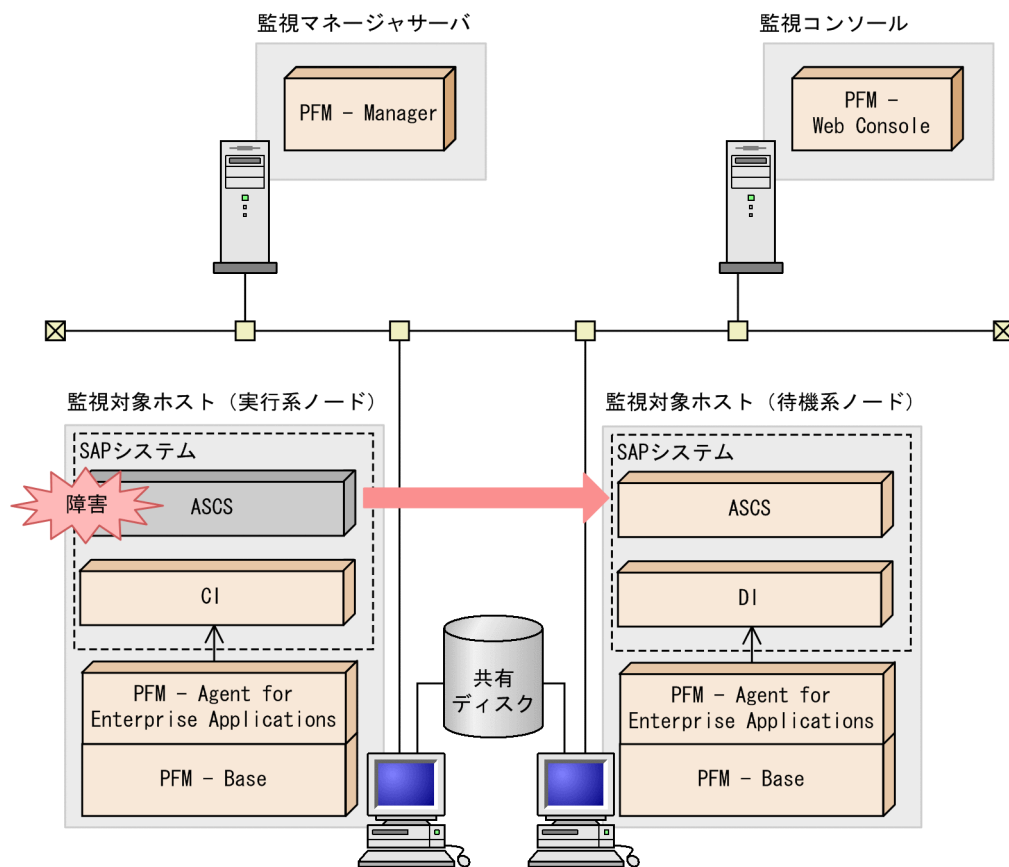 監視マネージャサーバ
PFM − Manager
監視コンソール
PFM −
Web Console
監視対象ホスト（実行系ノード）
SAPシステム
障害
ASCS
CI
PFM − Agent for
Enterprise Applications
PFM − Base
共有
ディスク
監視対象ホスト（待機系ノード）
SAPシステム
ASCS
DI
PFM − Agent for
Enterprise Applications
PFM − Base